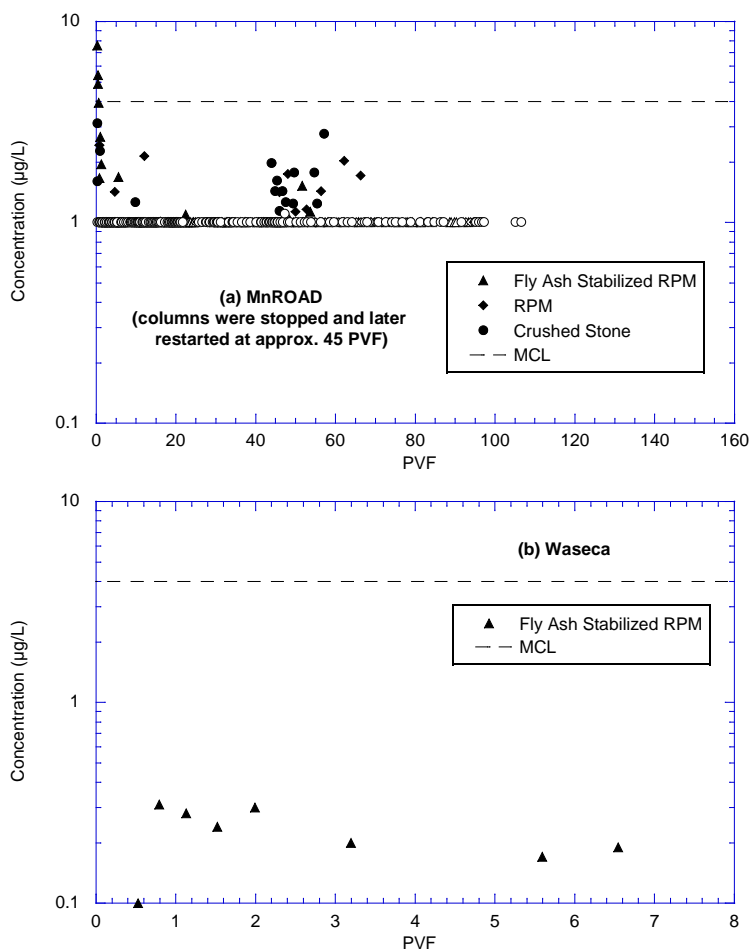 10
1
0.1
Concentration (µg/L)
(a) MnROAD
(columns were stopped and later
restarted at approx. 45 PVF)
Fly Ash Stabilized RPM
RPM
Crushed Stone
MCL
0 20 40 60 80 100 120 140 160
PVF
10
1
0.1
Concentration (µg/L)
(b) Waseca
Fly Ash Stabilized RPM
MCL
0 1 2 3 4 5 6 7 8
PVF